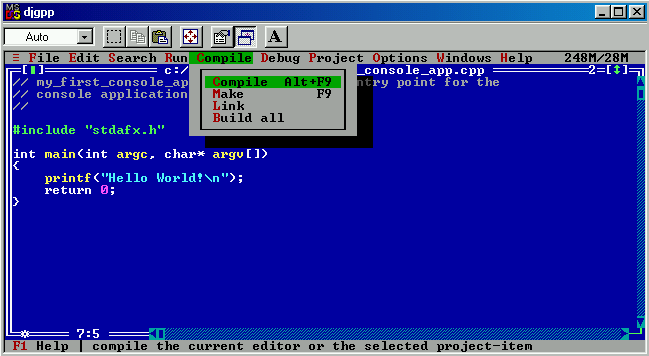 djgpp
Auto
A
≡ File Edit Search Run Compile Debug Project Options Windows Help 248M/28M
c:/ _console_app.cpp 2=[↕]
// my_first_console_ap ntry point for the
// console application
//
Compile Alt+F9
Make F9
Link
Build all
#include "stdafx.h"
int main(int argc, char* argv[])
{
printf("Hello World!\n");
return 0;
}
7:5
F1 Help | compile the current editor or the selected project-item